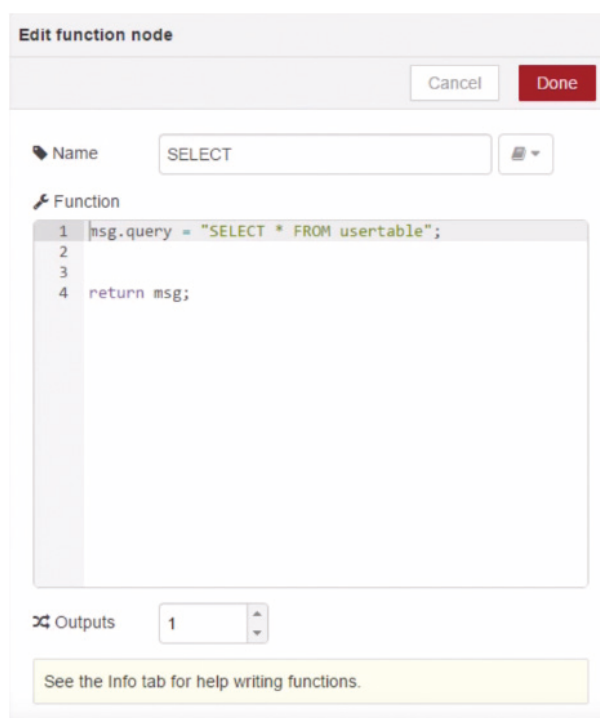 Edit function node
Cancel Done
Name SELECT
Function
1 msg.query = "SELECT * FROM usertable";
2
3
4 return msg;
Outputs 1
See the Info tab for help writing functions.